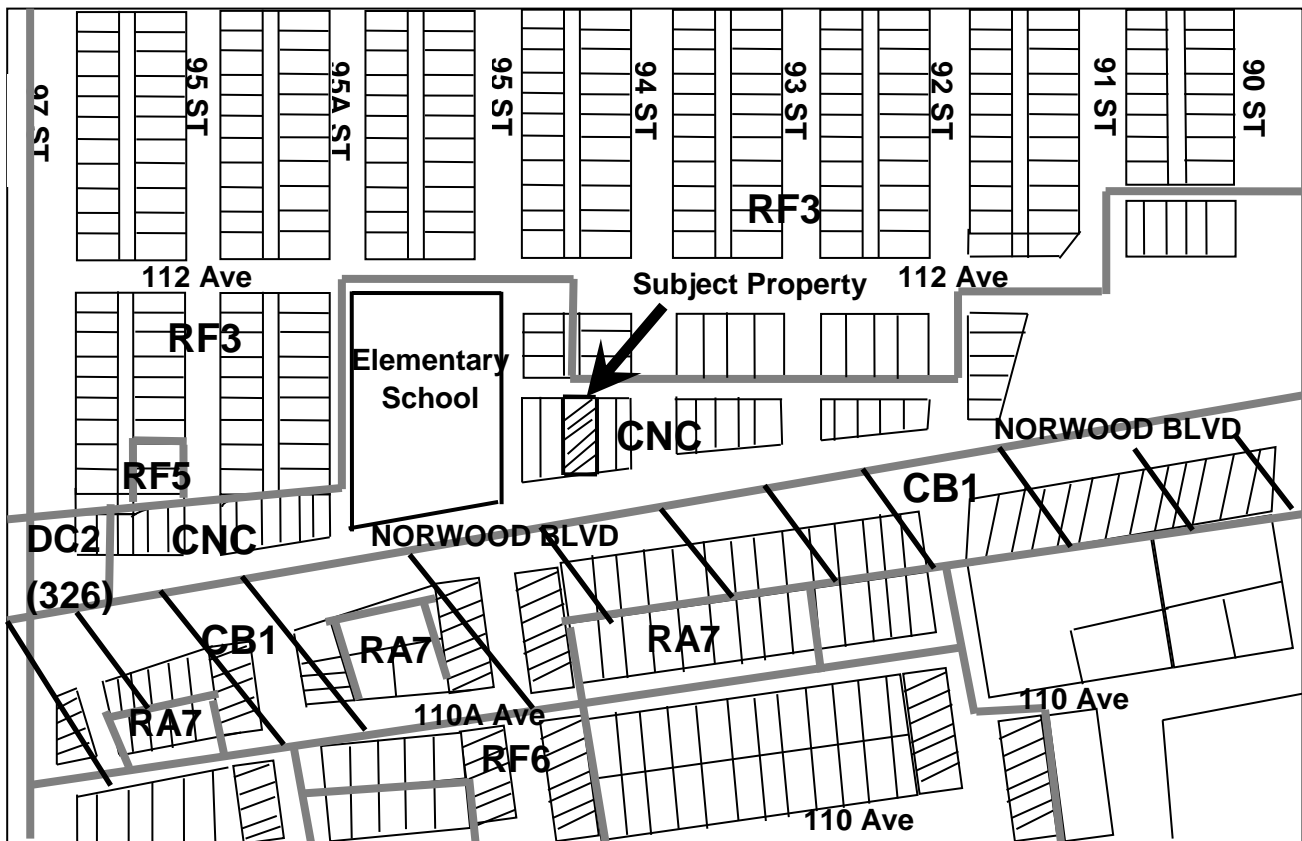 97 ST
95 ST
95A ST
95 ST
94 ST
93 ST
92 ST
91 ST
90 ST
RF3
112 Ave
Subject Property
112 Ave
RF3
Elementary
School
CNC
NORWOOD BLVD
RF5
CB1
DC2
(326)
CNC
NORWOOD BLVD
CB1
RA7
RA7
RA7
110A Ave
110 Ave
RF6
110 Ave